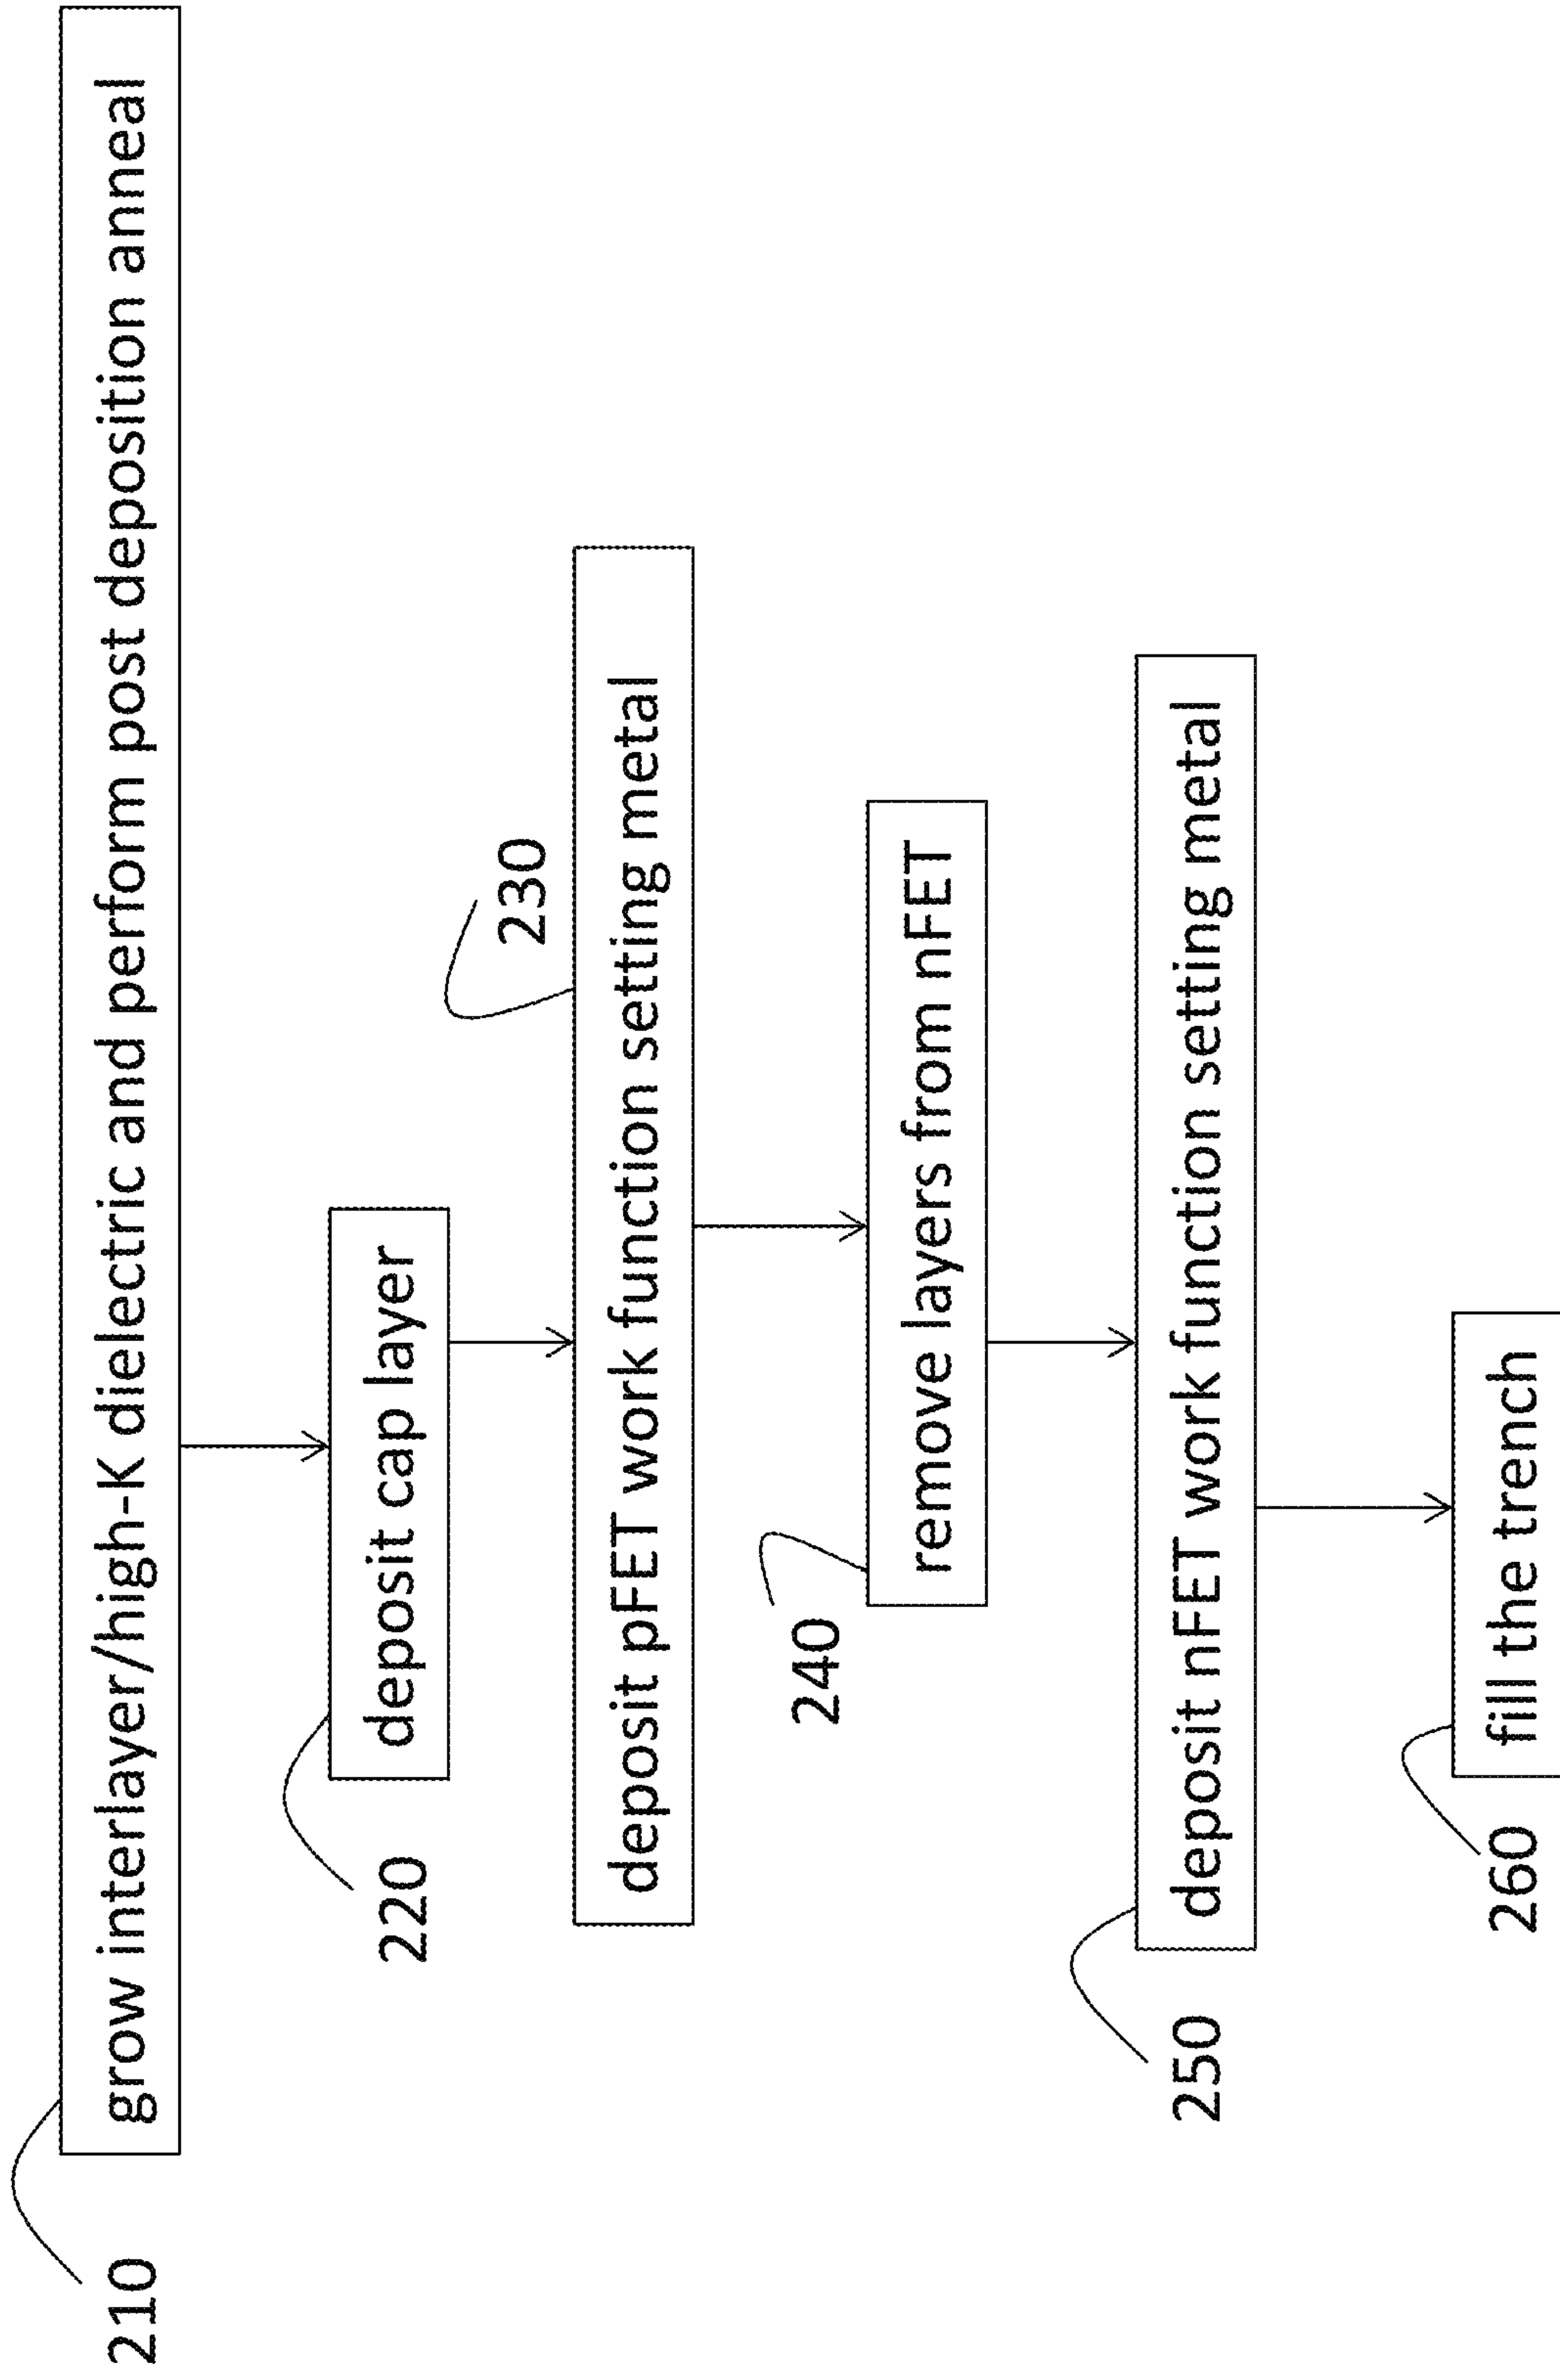 210
grow interlayer/high-K dielectric and perform post deposition anneal
220
deposit cap layer
230
deposit pFET work function setting metal
240
remove layers from nFET
250
deposit nFET work function setting metal
260
fill the trench